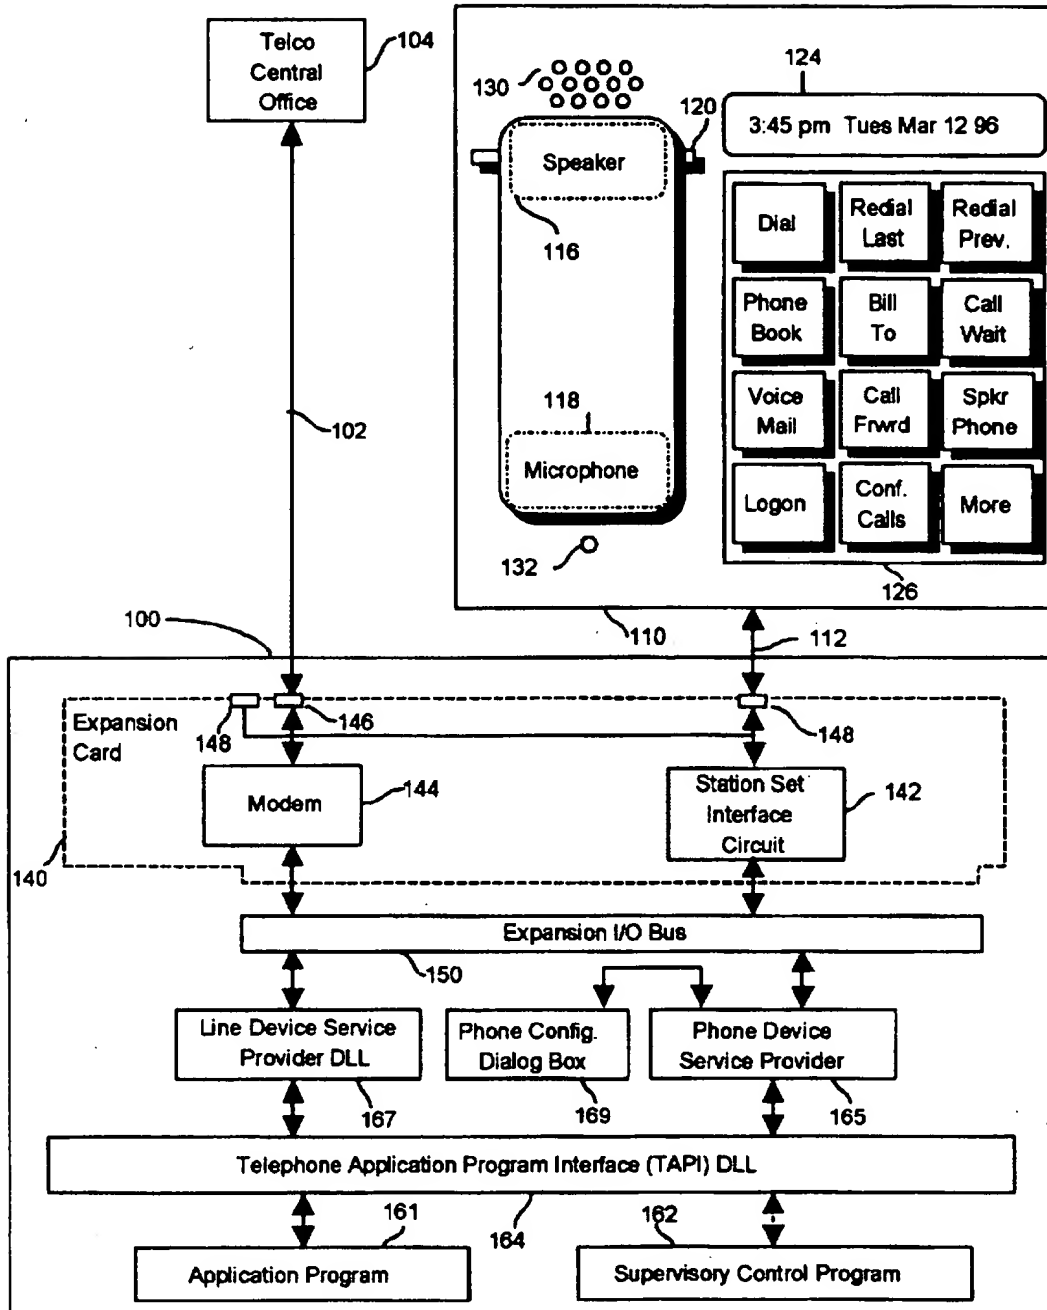 Telco
Central
Office
104
130
124
120
3:45 pm Tues Mar 12 96
Speaker
116
Dial
Redial
Last
Redial
Prev.
Phone
Book
Bill
To
Call
Wait
Voice
Mail
Call
Frwrd
Spkr
Phone
Logon
Conf.
Calls
More
118
Microphone
102
132
126
100
110
112
Expansion
Card
148
146
148
Modem
144
Station Set
Interface
Circuit
142
140
Expansion I/O Bus
150
Line Device Service
Provider DLL
Phone Config.
Dialog Box
Phone Device
Service Provider
167
169
165
Telephone Application Program Interface (TAPI) DLL
161
164
162
Application Program
Supervisory Control Program